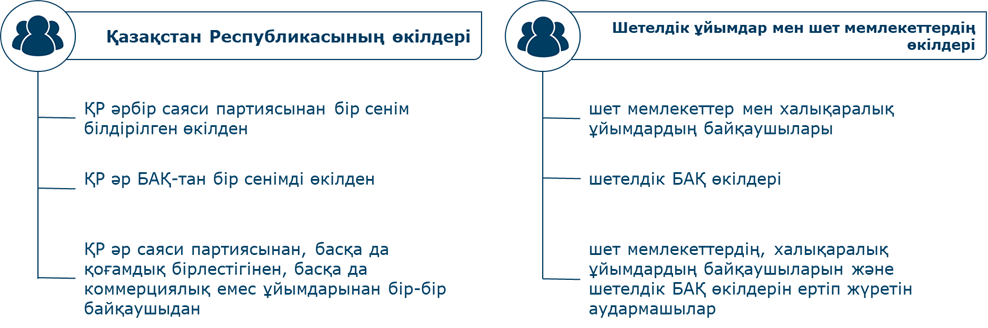 Қазақстан Республикасының өкілдері
ҚР әрбір саяси партиясынан бір сенім
білдірілген өкілден
ҚР әр БАҚ-тан бір сенімді өкілден
ҚР әр саяси партиясынан, басқа да
қоғамдық бірлестігінен, басқа да
коммерциялық емес ұйымдарынан бір-бір
байқаушыдан
Шетелдік ұйымдар мен шет мемлекеттердің
өкілдері
шет мемлекеттер мен халықаралық
ұйымдардың байқаушылары
шетелдік БАҚ өкілдері
шет мемлекеттердің, халықаралық
ұйымдардың байқаушыларын және
шетелдік БАҚ өкілдерін ертіп жүретін
аудармашылар